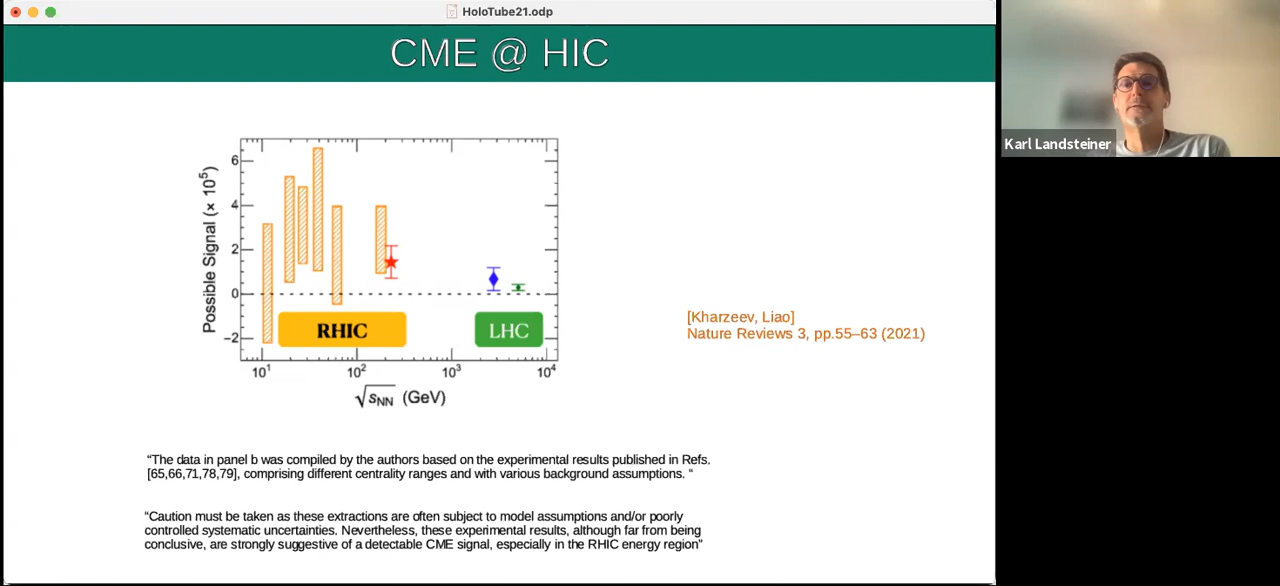 HoloTube21.odp
CME @ HIC
Karl Landsteiner
Possible Signal (× 10⁵)
6
4
2
0
−2
RHIC
LHC
10¹ 10² 10³ 10⁴
√sNN (GeV)
[Kharzeev, Liao]
Nature Reviews 3, pp.55–63 (2021)
“The data in panel b was compiled by the authors based on the experimental results published in Refs.
[65,66,71,78,79], comprising different centrality ranges and with various background assumptions. “
“Caution must be taken as these extractions are often subject to model assumptions and/or poorly
controlled systematic uncertainties. Nevertheless, these experimental results, although far from being
conclusive, are strongly suggestive of a detectable CME signal, especially in the RHIC energy region”